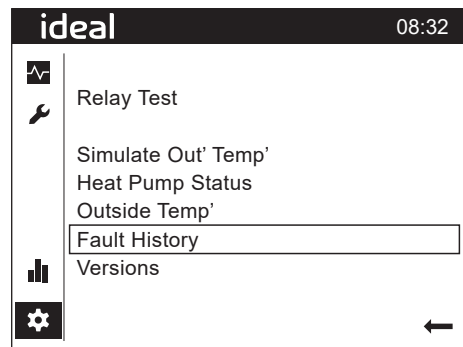 ideal 08:32
Relay Test
Simulate Out' Temp'
Heat Pump Status
Outside Temp'
Fault History
Versions